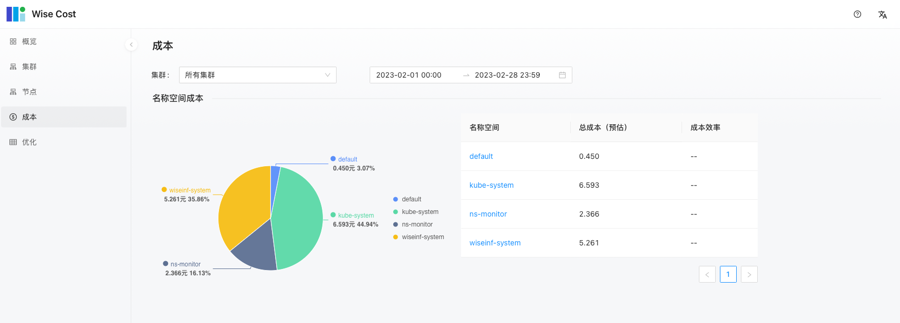 Wise Cost
概览
集群
节点
成本
优化
成本
集群： 所有集群 2023-02-01 00:00 2023-02-28 23:59
名称空间成本
default
0.450元 3.07%
kube-system
6.593元 44.94%
ns-monitor
2.366元 16.13%
wiseinf-system
5.261元 35.86%
default
kube-system
ns-monitor
wiseinf-system
名称空间 总成本（预估） 成本效率
default 0.450 --
kube-system 6.593 --
ns-monitor 2.366 --
wiseinf-system 5.261 --
1